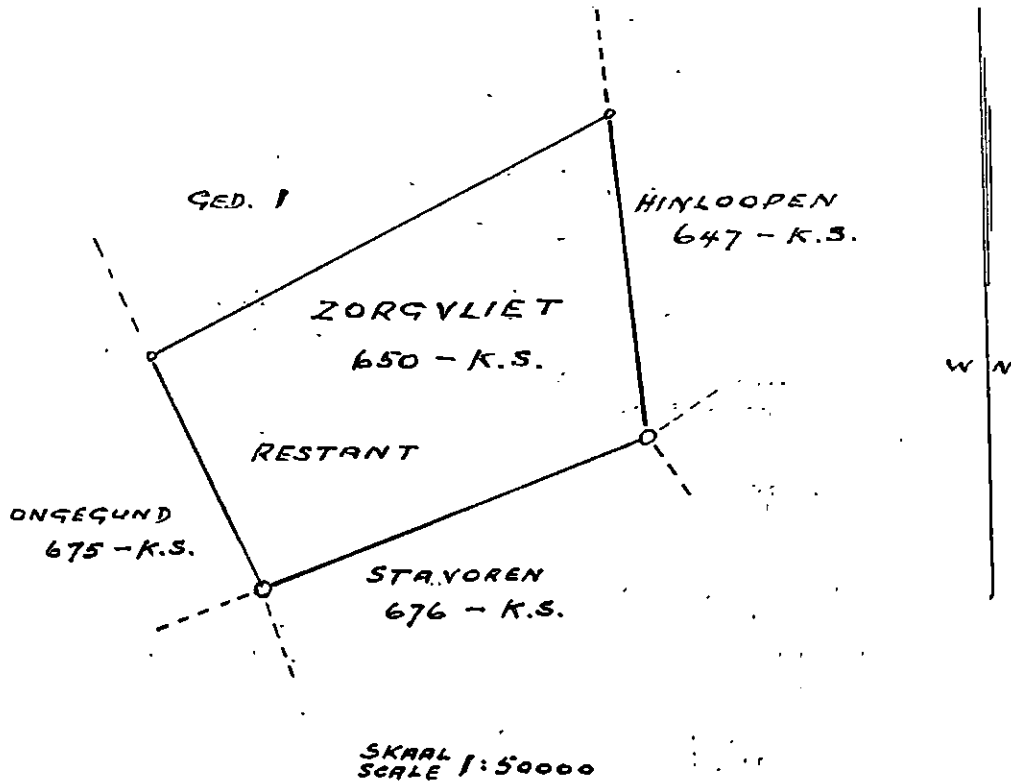 GED. 1
HINLOOPEN
647 - K.S.
ZORGVLIET
650 - K.S.
W N
RESTANT
ONGEGUND
675 - K.S.
STAVOREN
676 - K.S.
SKAAL
SCALE 1:50000